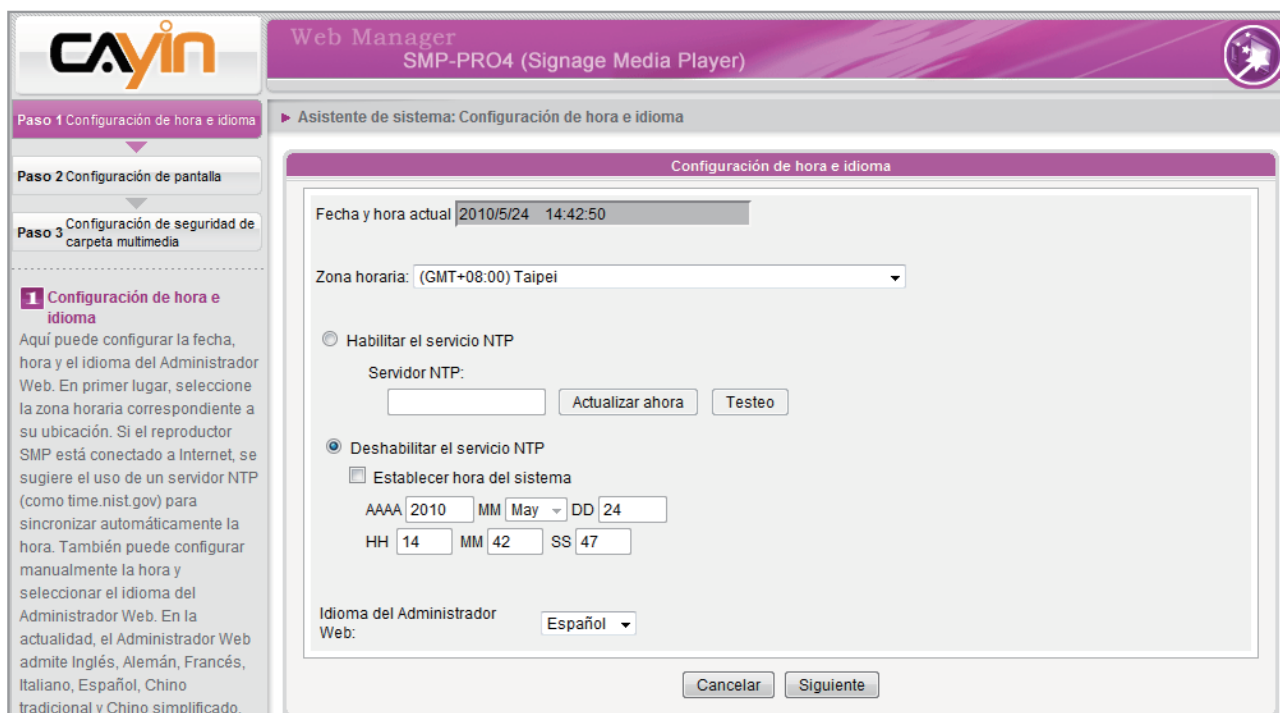 CAYIN
Web Manager
SMP-PRO4 (Signage Media Player)
Paso 1 Configuración de hora e idioma
Paso 2 Configuración de pantalla
Paso 3 Configuración de seguridad de
carpeta multimedia
1 Configuración de hora e
idioma
Aquí puede configurar la fecha,
hora y el idioma del Administrador
Web. En primer lugar, seleccione
la zona horaria correspondiente a
su ubicación. Si el reproductor
SMP está conectado a Internet, se
sugiere el uso de un servidor NTP
(como time.nist.gov) para
sincronizar automáticamente la
hora. También puede configurar
manualmente la hora y
seleccionar el idioma del
Administrador Web. En la
actualidad, el Administrador Web
admite Inglés, Alemán, Francés,
Italiano, Español, Chino
tradicional y Chino simplificado.
Asistente de sistema: Configuración de hora e idioma
Configuración de hora e idioma
Fecha y hora actual 2010/5/24 14:42:50
Zona horaria: (GMT+08:00) Taipei
Habilitar el servicio NTP
Servidor NTP:
Actualizar ahora Testeo
Deshabilitar el servicio NTP
Establecer hora del sistema
AAAA 2010 MM May DD 24
HH 14 MM 42 SS 47
Idioma del Administrador
Web: Español
Cancelar Siguiente